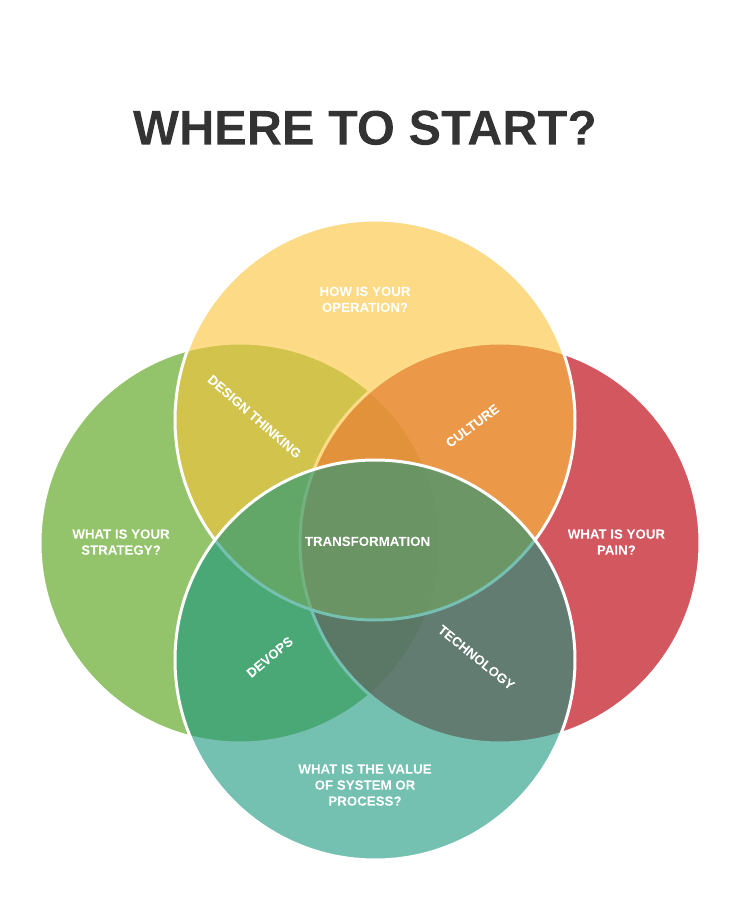 WHERE TO START?
HOW IS YOUR
OPERATION?
DESIGN THINKING
CULTURE
WHAT IS YOUR
STRATEGY?
TRANSFORMATION
WHAT IS YOUR
PAIN?
DEVOPS
TECHNOLOGY
WHAT IS THE VALUE
OF SYSTEM OR
PROCESS?